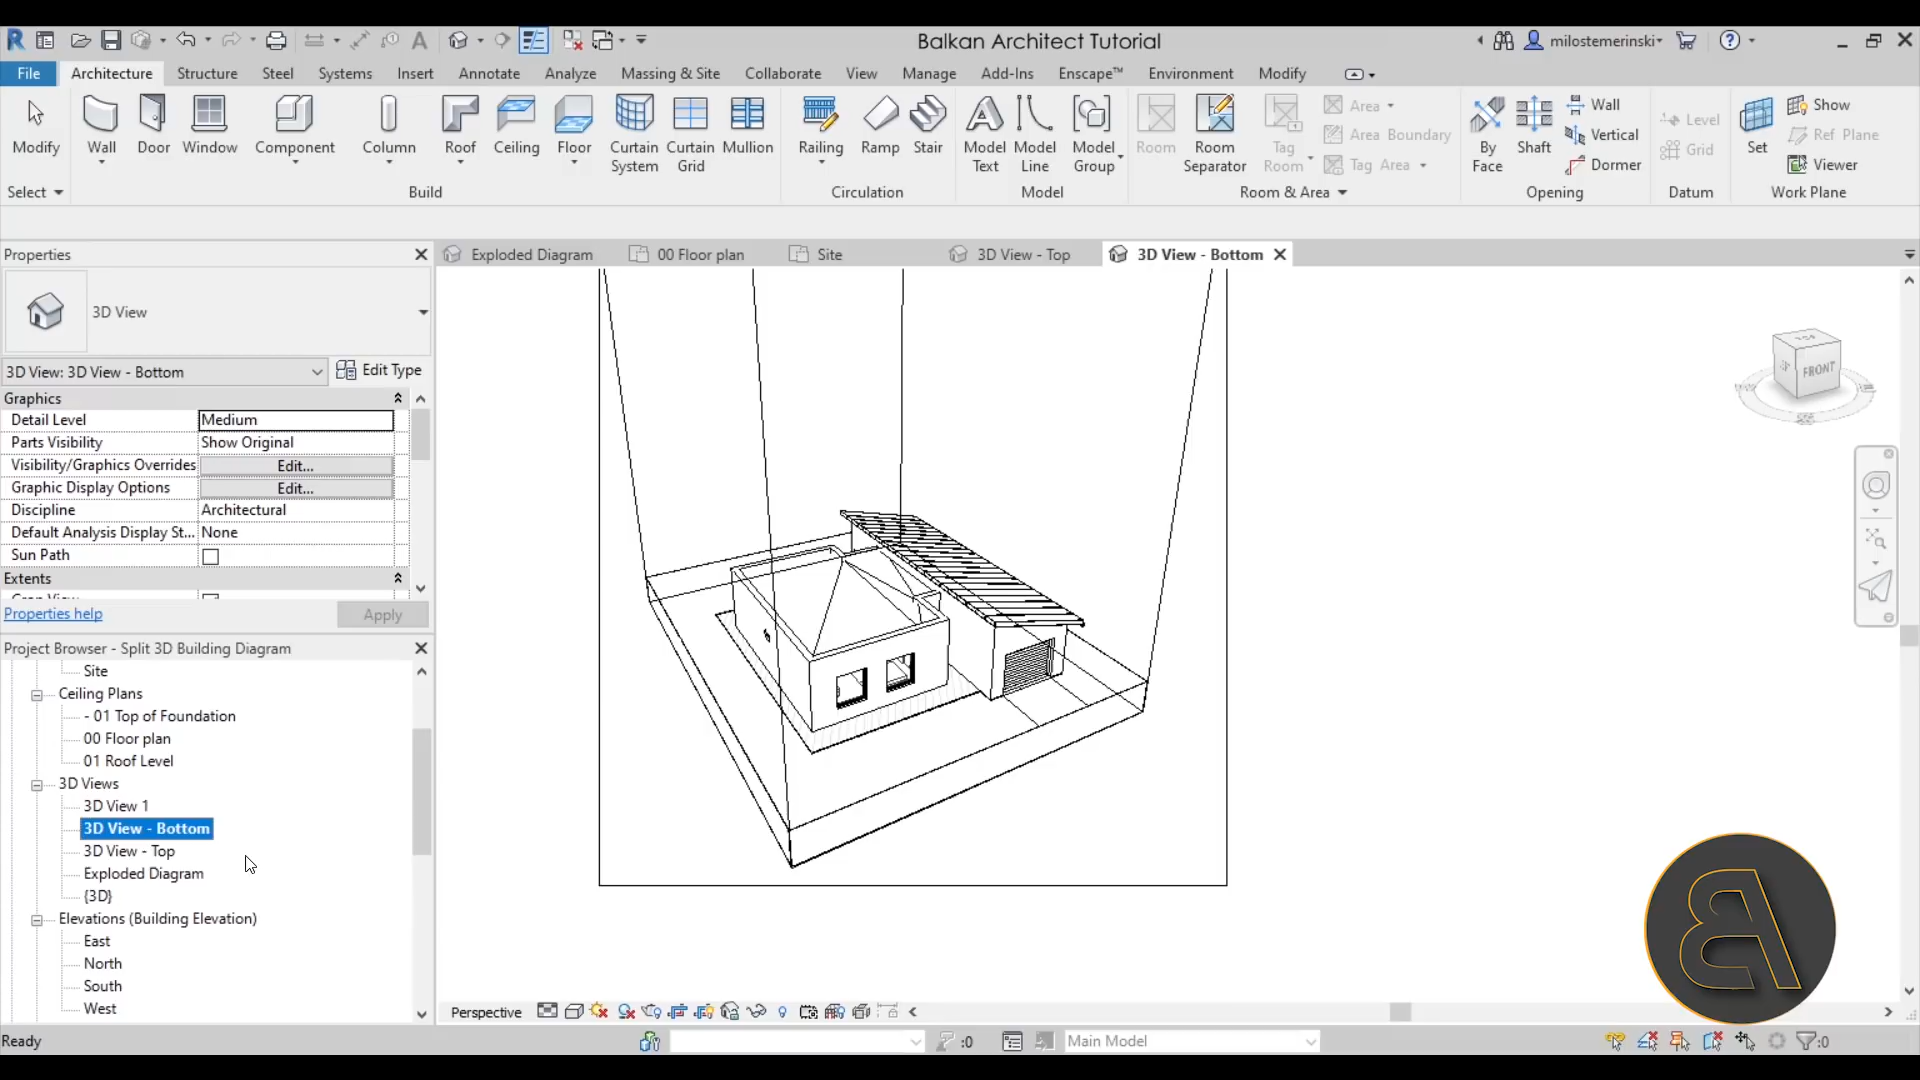 Balkan Architect Tutorial
milostemerinski
File Architecture Structure Steel Systems Insert Annotate Analyze Massing & Site Collaborate View Manage Add-Ins Enscape™ Environment Modify
Modify Wall Door Window Component Column Roof Ceiling Floor Curtain System Curtain Grid Mullion Railing Ramp Stair Model Text Model Line Model Group Room Room Separator Tag Room
Area
Area Boundary
Tag Area
By Face Shaft
Wall
Vertical
Dormer
Level
Grid
Set
Show
Ref Plane
Viewer
Select Build Circulation Model Room & Area Opening Datum Work Plane
Properties
Exploded Diagram 00 Floor plan Site 3D View - Top 3D View - Bottom
3D View
3D View: 3D View - Bottom Edit Type
Graphics
Detail Level Medium
Parts Visibility Show Original
Visibility/Graphics Overrides Edit...
Graphic Display Options Edit...
Discipline Architectural
Default Analysis Display St... None
Sun Path
Extents
Properties help Apply
Project Browser - Split 3D Building Diagram
Site
Ceiling Plans
- 01 Top of Foundation
00 Floor plan
01 Roof Level
3D Views
3D View 1
3D View - Bottom
3D View - Top
Exploded Diagram
{3D}
Elevations (Building Elevation)
East
North
South
West
TOP
FRONT
Perspective
Ready
:0
Main Model
:0